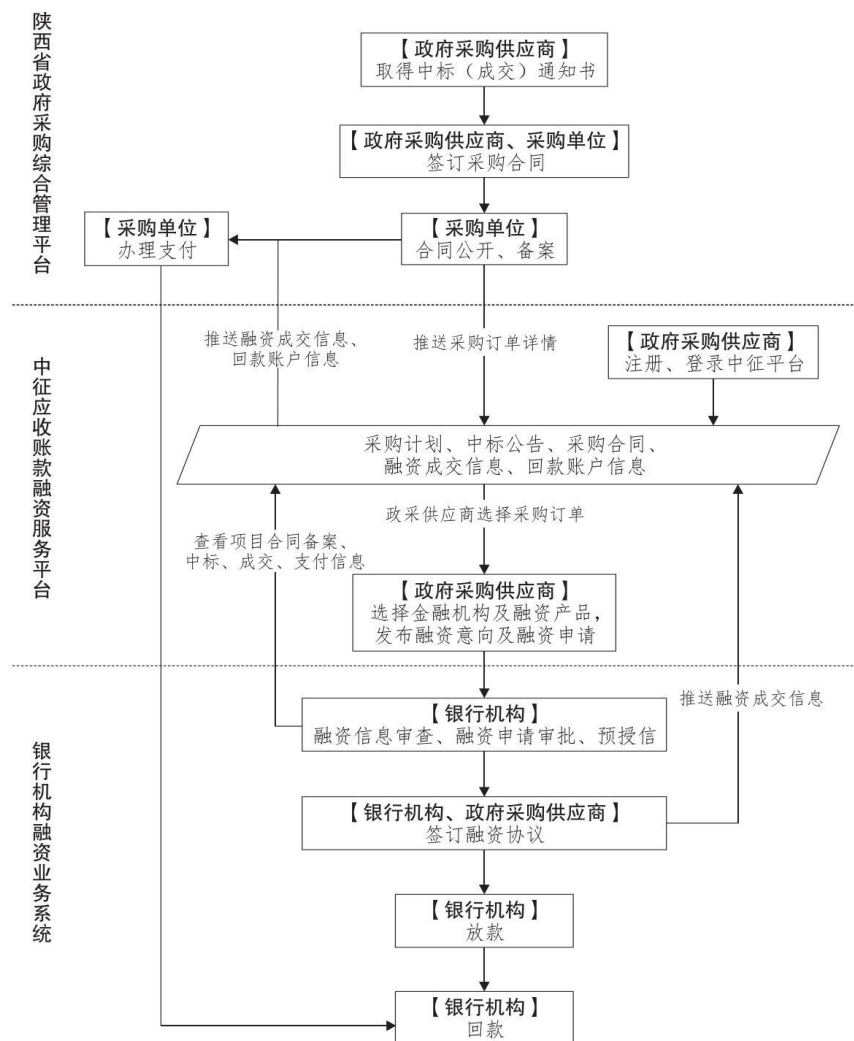 陕西省政府采购综合管理平台
【政府采购供应商】
取得中标（成交）通知书
【政府采购供应商、采购单位】
签订采购合同
【采购单位】
办理支付
【采购单位】
合同公开、备案
中征应收账款融资服务平台
推送融资成交信息、
回款账户信息
推送采购订单详情
【政府采购供应商】
注册、登录中征平台
采购计划、中标公告、采购合同、
融资成交信息、回款账户信息
政采供应商选择采购订单
查看项目合同备案、
中标、成交、支付信息
【政府采购供应商】
选择金融机构及融资产品，
发布融资意向及融资申请
银行机构融资业务系统
推送融资成交信息
【银行机构】
融资信息审查、融资申请审批、预授信
【银行机构、政府采购供应商】
签订融资协议
【银行机构】
放款
【银行机构】
回款